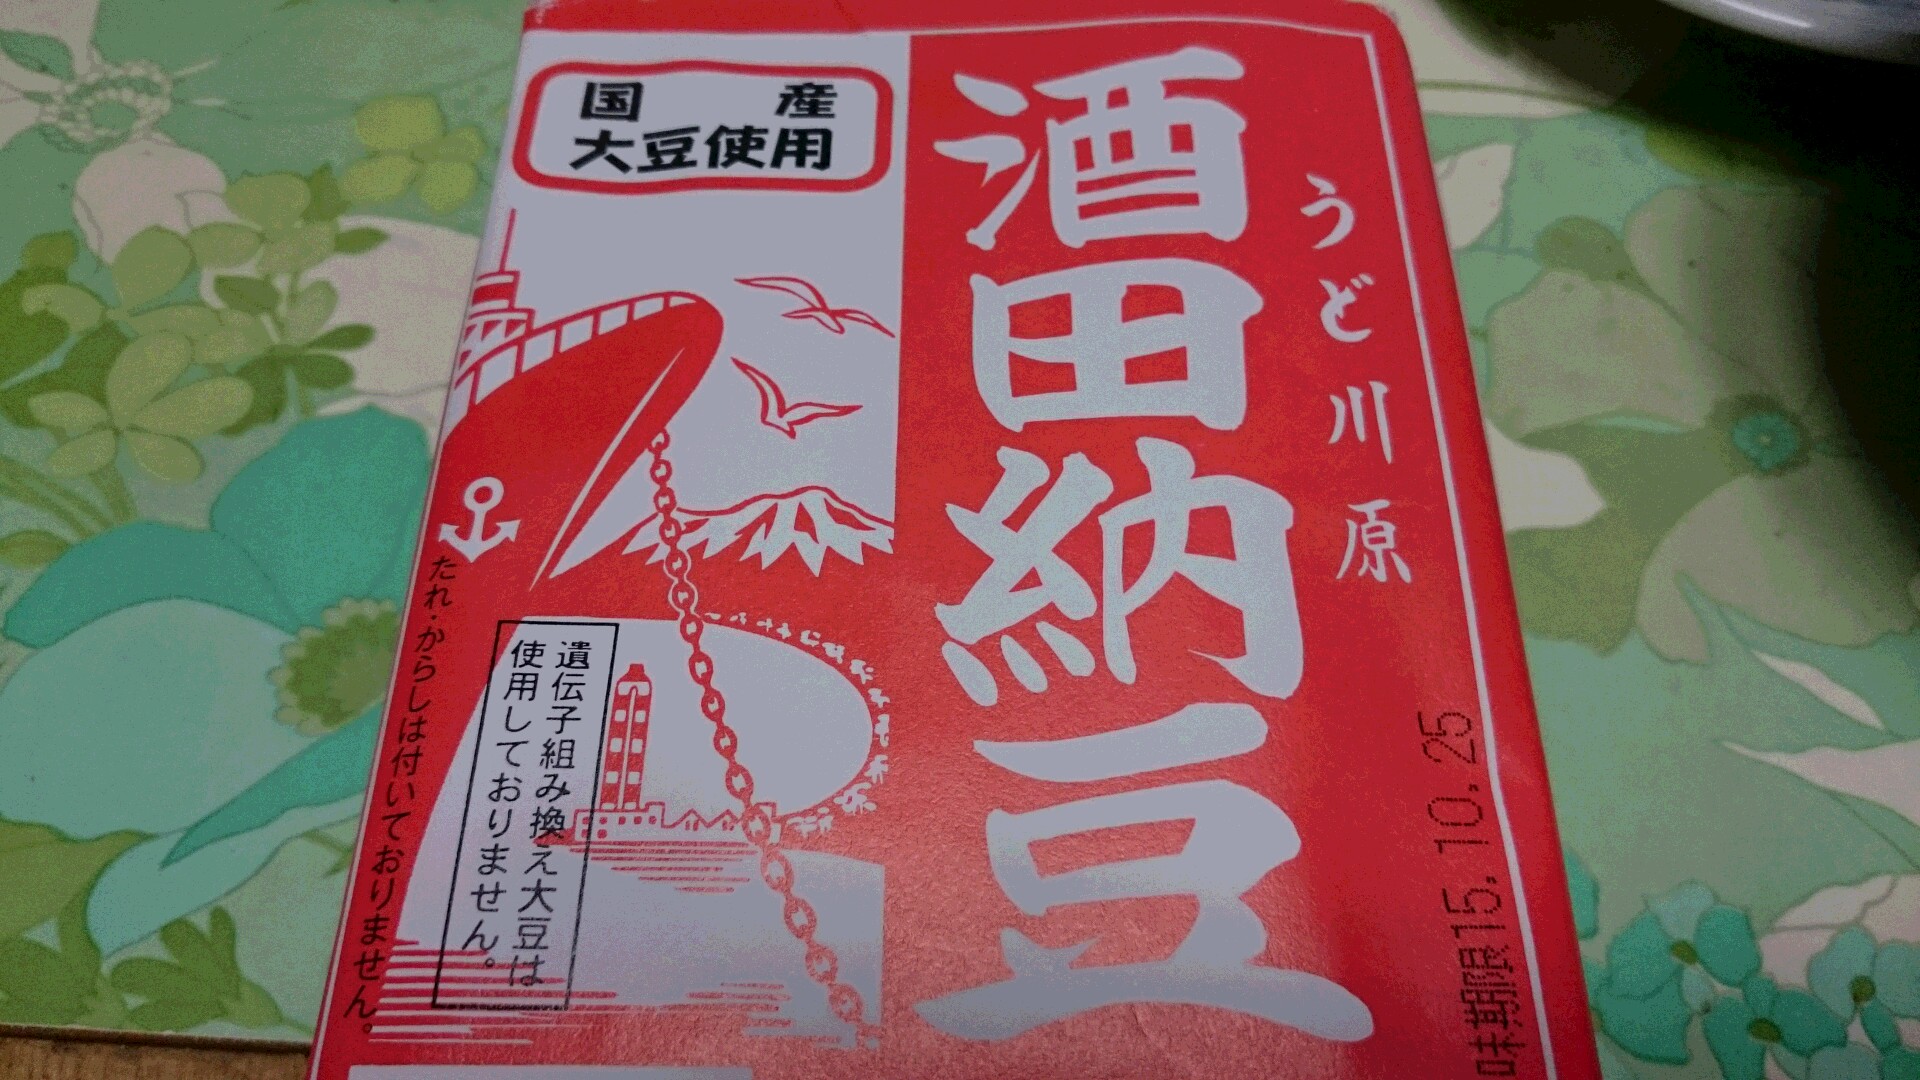 うど川原
酒田納豆
国産
大豆使用
遺伝子組み換え大豆は
使用しておりません。
たれ・からしは付いておりません。
味期限15. 10. 25